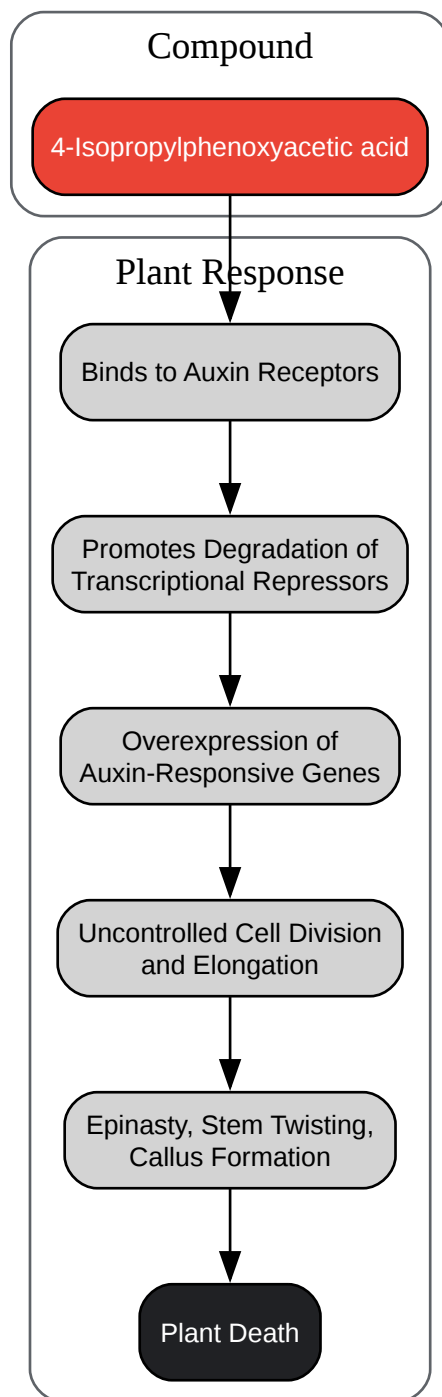 Compound
4-Isopropylphenoxyacetic acid
Plant Response
Binds to Auxin Receptors
Promotes Degradation of
Transcriptional Repressors
Overexpression of
Auxin-Responsive Genes
Uncontrolled Cell Division
and Elongation
Epinasty, Stem Twisting,
Callus Formation
Plant Death